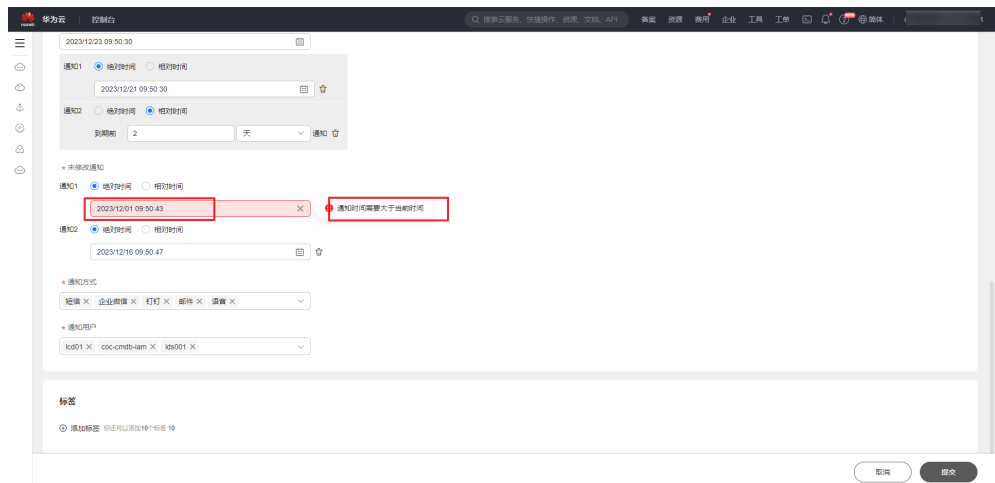 HUAWEI 华为云 控制台 搜索云服务、快捷操作、资源、文档、API 备案 资源 费用 企业 工具 工单 简体
2023/12/23 09:50:30
通知1 绝对时间 相对时间
2023/12/21 09:50:30
通知2 绝对时间 相对时间
到期前 2 天 通知
* 未修改通知
通知1 绝对时间 相对时间
2023/12/01 09:50:43 通知时间需要大于当前时间
通知2 绝对时间 相对时间
2023/12/16 09:50:47
* 通知方式
短信 企业微信 钉钉 邮件 语音
* 通知用户
lcd01 coc-cmdb-iam lds001
标签
添加标签 你还可以添加10个标签 10
取消 提交